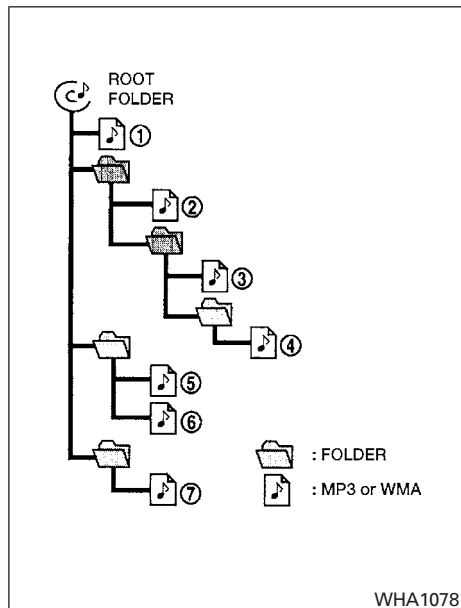 ROOT
FOLDER
①
②
③
④
⑤
⑥
⑦
: FOLDER
: MP3 or WMA
WHA1078